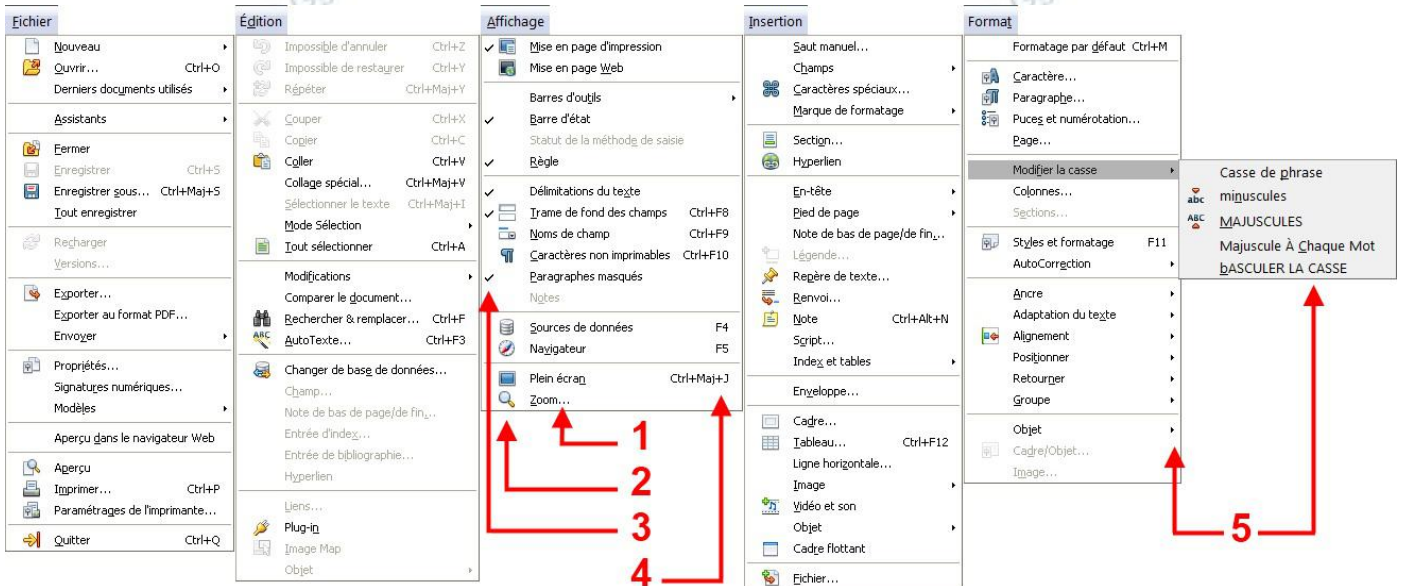 Fichier
Nouveau
Ouvrir... Ctrl+O
Derniers documents utilisés
Assistants
Fermer
Enregistrer Ctrl+S
Enregistrer sous... Ctrl+Maj+S
Tout enregistrer
Recharger
Versions...
Exporter...
Exporter au format PDF...
Envoyer
Propriétés...
Signatures numériques...
Modèles
Aperçu dans le navigateur Web
Aperçu
Imprimer... Ctrl+P
Paramétrages de l'imprimante...
Quitter Ctrl+Q
Édition
Impossible d'annuler Ctrl+Z
Impossible de restaurer Ctrl+Y
Répéter Ctrl+Maj+Y
Couper Ctrl+X
Copier Ctrl+C
Coller Ctrl+V
Collage spécial... Ctrl+Maj+V
Sélectionner le texte Ctrl+Maj+I
Mode Sélection
Tout sélectionner Ctrl+A
Modifications
Comparer le document...
Rechercher & remplacer... Ctrl+F
ABC AutoTexte... Ctrl+F3
Changer de base de données...
Champ...
Note de bas de page/de fin...
Entrée d'index...
Entrée de bibliographie...
Hyperlien
Liens...
Plug-in
Image Map
Objet
Affichage
Mise en page d'impression
Mise en page Web
Barres d'outils
Barre d'état
Statut de la méthode de saisie
Règle
Délimitations du texte
Trame de fond des champs Ctrl+F8
Noms de champ Ctrl+F9
Caractères non imprimables Ctrl+F10
Paragraphes masqués
Notes
Sources de données F4
Navigateur F5
Plein écran Ctrl+Maj+J
Zoom...
1
2
3
4
Insertion
Saut manuel...
Champs
Caractères spéciaux...
Marque de formatage
Section...
Hyperlien
En-tête
Pied de page
Note de bas de page/de fin...
Légende...
Repère de texte...
Renvoi...
Note Ctrl+Alt+N
Script...
Index et tables
Enveloppe...
Cadre...
Tableau... Ctrl+F12
Ligne horizontale...
Image
Vidéo et son
Objet
Cadre flottant
Fichier...
Format
Formatage par défaut Ctrl+M
Caractère...
Paragraphe...
Puces et numérotation...
Page...
Modifier la casse
Colonnes...
Sections...
Styles et formatage F11
AutoCorrection
Ancre
Adaptation du texte
Alignement
Positionner
Retourner
Groupe
Objet
Cadre/Objet...
Image...
Casse de phrase
abc minuscules
ABC MAJUSCULES
Majuscule À Chaque Mot
bASCULER LA CASSE
5